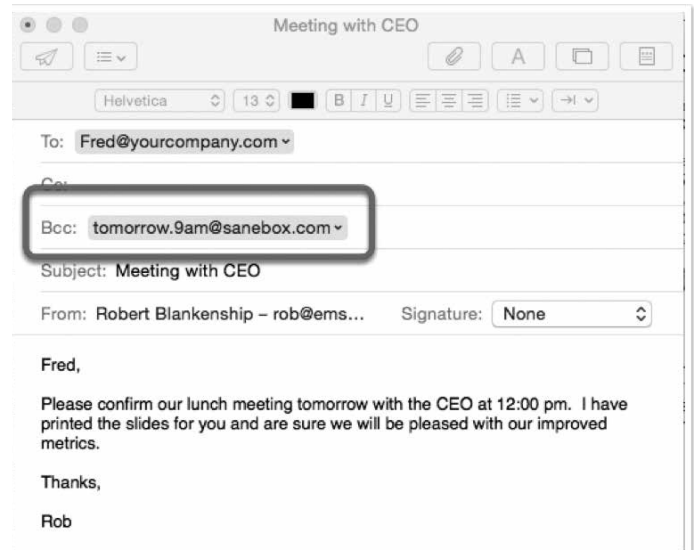 Meeting with CEO
A
Helvetica 13 B I U
To: Fred@yourcompany.com
Cc:
Bcc: tomorrow.9am@sanebox.com
Subject: Meeting with CEO
From: Robert Blankenship – rob@ems... Signature: None
Fred,
Please confirm our lunch meeting tomorrow with the CEO at 12:00 pm.  I have
printed the slides for you and are sure we will be pleased with our improved
metrics.
Thanks,
Rob